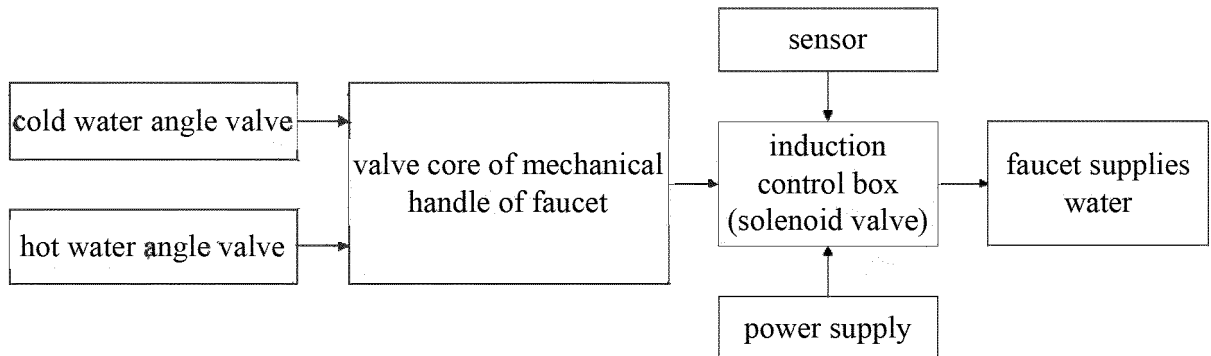 sensor
cold water angle valve
hot water angle valve
valve core of mechanical
handle of faucet
induction
control box
(solenoid valve)
faucet supplies
water
power supply